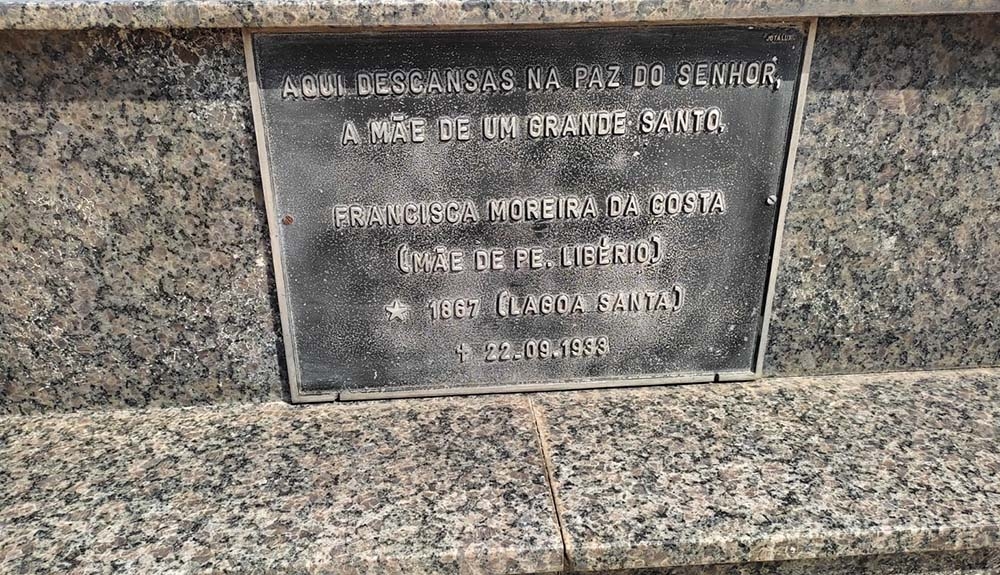 JOTALUX
AQUI DESCANSAS NA PAZ DO SENHOR,
A MÃE DE UM GRANDE SANTO,
FRANCISCA MOREIRA DA COSTA
(MÃE DE PE. LIBÉRIO)
1867 (LAGOA SANTA)
22.09.1933